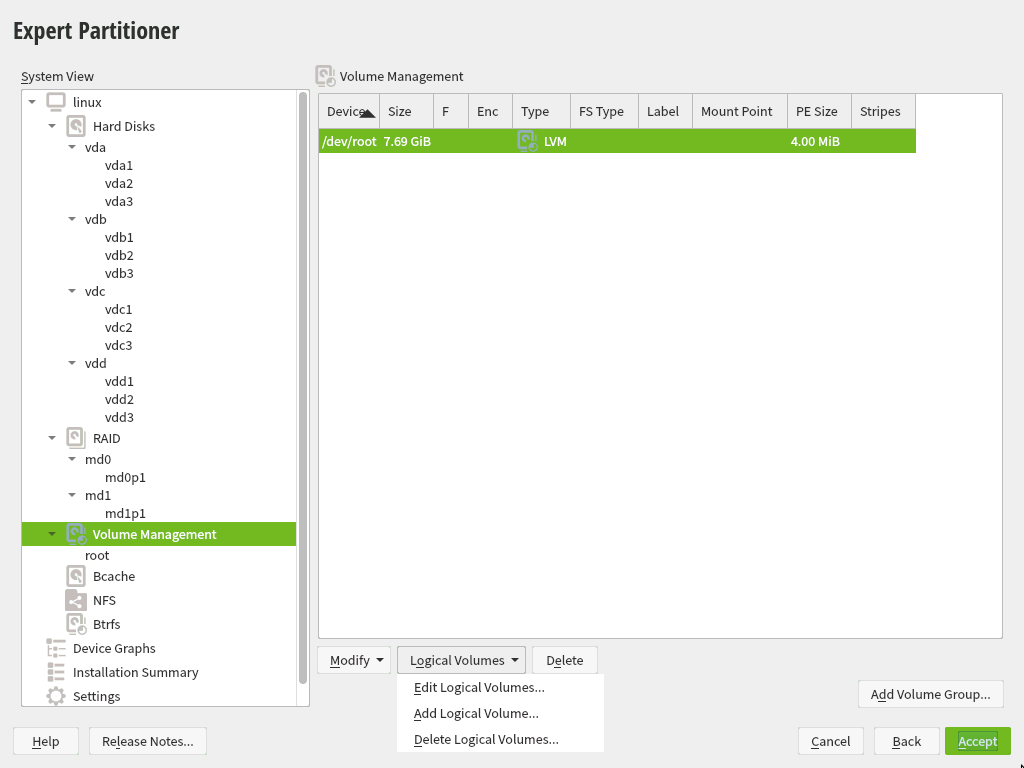 Expert Partitioner
System View
linux
Hard Disks
vda
vda1
vda2
vda3
vdb
vdb1
vdb2
vdb3
vdc
vdc1
vdc2
vdc3
vdd
vdd1
vdd2
vdd3
RAID
md0
md0p1
md1
md1p1
Volume Management
root
Bcache
NFS
Btrfs
Device Graphs
Installation Summary
Settings
Volume Management
Device Size F Enc Type FS Type Label Mount Point PE Size Stripes
/dev/root 7.69 GiB LVM 4.00 MiB
Modify Logical Volumes Delete
Edit Logical Volumes...
Add Logical Volume...
Delete Logical Volumes...
Add Volume Group...
Help Release Notes... Cancel Back Accept